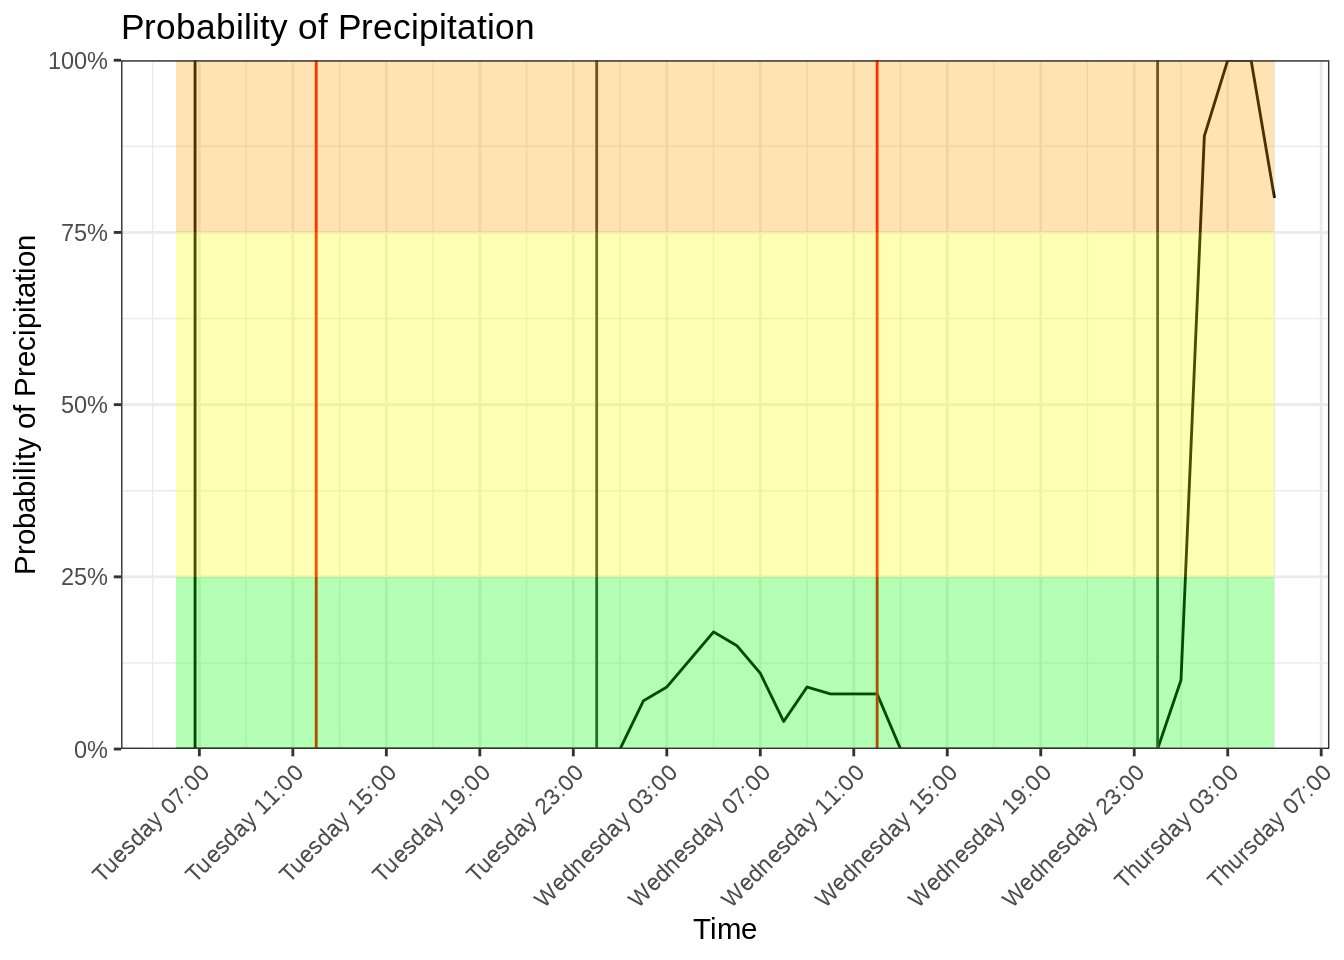 Probability of Precipitation
Probability of Precipitation
100%
75%
50%
25%
0%
Tuesday 07:00
Tuesday 11:00
Tuesday 15:00
Tuesday 19:00
Tuesday 23:00
Wednesday 03:00
Wednesday 07:00
Wednesday 11:00
Wednesday 15:00
Wednesday 19:00
Wednesday 23:00
Thursday 03:00
Thursday 07:00
Time